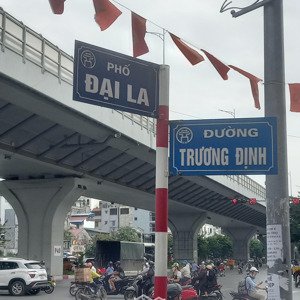 PHỐ
ĐẠI LA
ĐƯỜNG
TRƯƠNG ĐỊNH